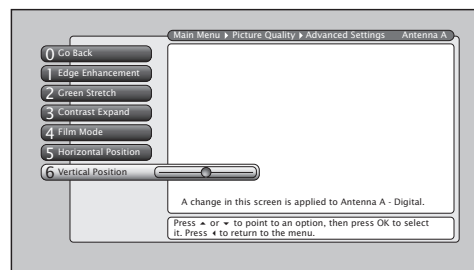 Main Menu ▸ Picture Quality ▸ Advanced Settings Antenna A
0 Go Back
1 Edge Enhancement
2 Green Stretch
3 Contrast Expand
4 Film Mode
5 Horizontal Position
6 Vertical Position
A change in this screen is applied to Antenna A - Digital.
Press ▴ or ▾ to point to an option, then press OK to select
it. Press ◂ to return to the menu.